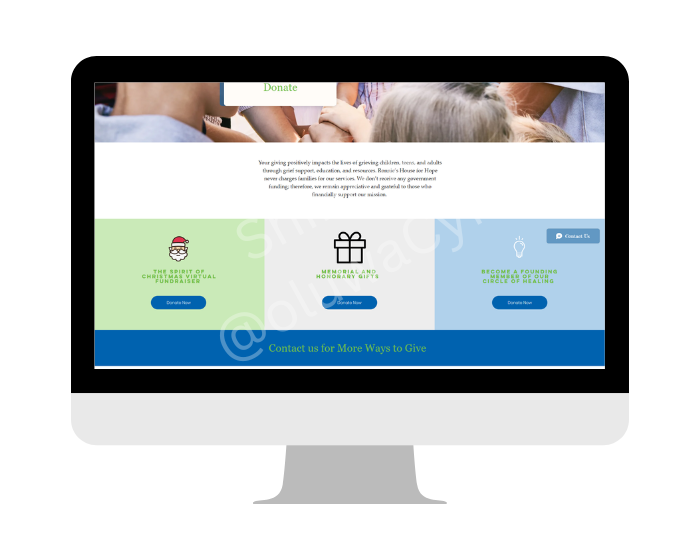 Donate
Your giving positively impacts the lives of grieving children, teens, and adults
through grief support, education, and resources. Bonnie's House for Hope
never charges families for our services. We don't receive any government
funding; therefore, we remain appreciative and grateful to those who
financially support our mission.
Contact Us
THE SPIRIT OF
CHRISTMAS VIRTUAL
FUNDRAISER
Donate Now
MEMORIAL AND
HONORARY GIFTS
Donate Now
BECOME A FOUNDING
MEMBER OF OUR
CIRCLE OF HEALING
Donate Now
Contact us for More Ways to Give